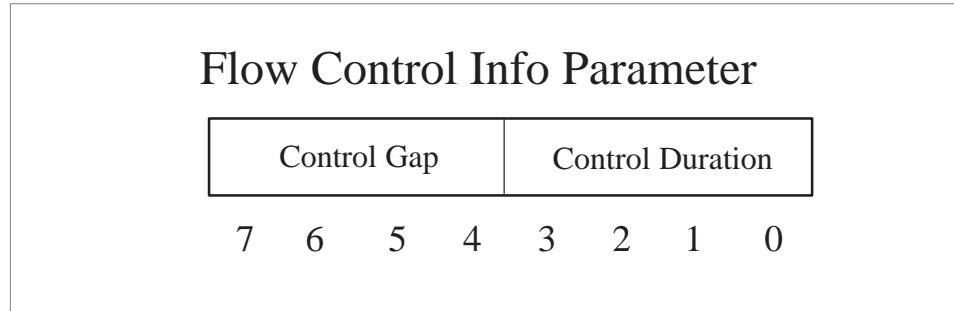 Flow Control Info Parameter
Control Gap Control Duration
7 6 5 4 3 2 1 0